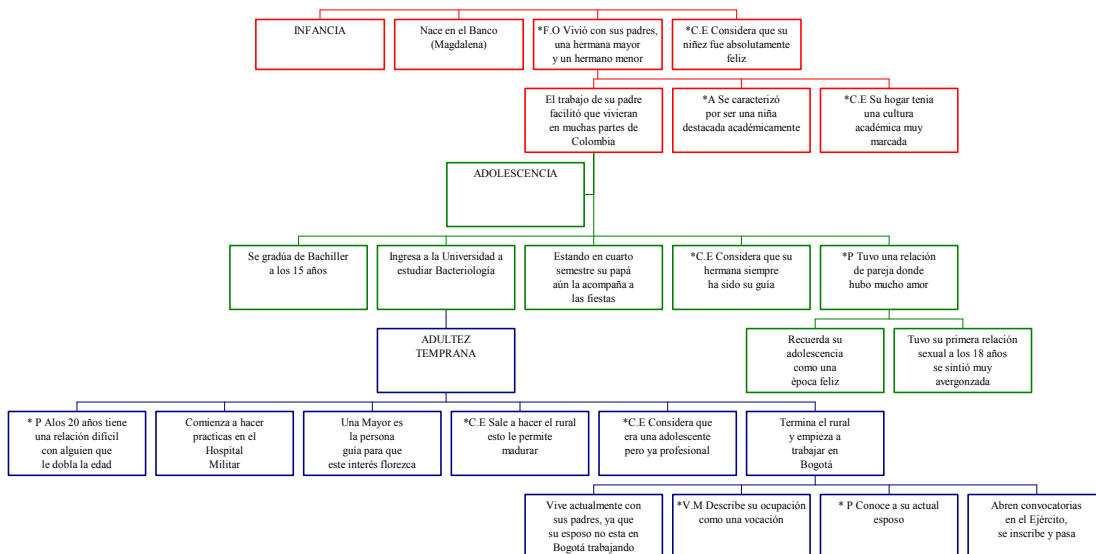 INFANCIA
Nace en el Banco
(Magdalena)
*F.O Vivió con sus padres,
una hermana mayor
y un hermano menor
*C.E Considera que su
niñez fue absolutamente
feliz
El trabajo de su padre
facilitó que vivieran
en muchas partes de
Colombia
*A Se caracterizó
por ser una niña
destacada académicamente
*C.E Su hogar tenia
una cultura
académica muy
marcada
ADOLESCENCIA
Se gradúa de Bachiller
a los 15 años
Ingresa a la Universidad a
estudiar Bacteriología
Estando en cuarto
semestre su papá
aún la acompaña a
las fiestas
*C.E Considera que su
hermana siempre
ha sido su guía
*P Tuvo una relación
de pareja donde
hubo mucho amor
Recuerda su
adolescencia
como una
època feliz
Tuvo su primera relación
sexual a los 18 años
se sintió muy
avergonzada
ADULTEZ
TEMPRANA
* P Alos 20 años tiene
una relación difícil
con alguien que
le dobla la edad
Comienza a hacer
practicas en el
Hospital
Militar
Una Mayor es
la persona
guía para que
este interés florezca
*C.E Sale a hacer el rural
esto le permite
madurar
*C.E Considera que
era una adolescente
pero ya profesional
Termina el rural
y empieza a
trabajar en
Bogotá
Vive actualmente con
sus padres, ya que
su esposo no esta en
Bogotá trabajando
*V.M Describe su ocupación
como una vocación
* P Conoce a su actual
esposo
Abren convocatorias
en el Ejército,
se inscribe y pasa